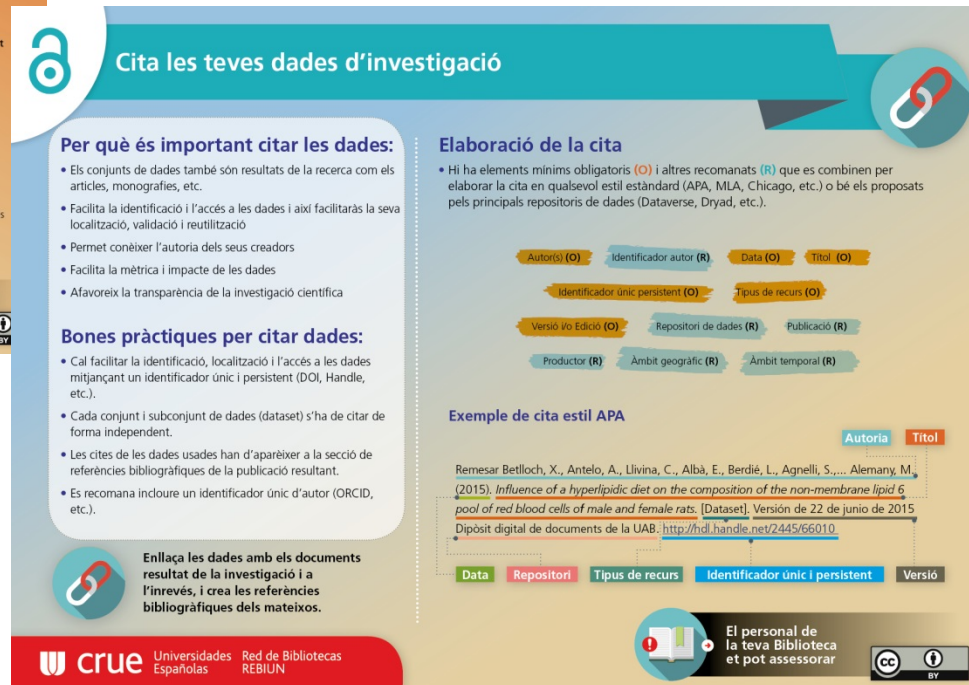 t
s
BY
Cita les teves dades d'investigació
Per què és important citar les dades:
• Els conjunts de dades també són resultats de la recerca com els
articles, monografies, etc.
• Facilita la identificació i l'accés a les dades i així facilitaràs la seva
localització, validació i reutilització
• Permet conèixer l'autoria dels seus creadors
• Facilita la mètrica i impacte de les dades
• Afavoreix la transparència de la investigació científica
Bones pràctiques per citar dades:
• Cal facilitar la identificació, localització i l'accés a les dades
mitjançant un identificador únic i persistent (DOI, Handle,
etc.).
• Cada conjunt i subconjunt de dades (dataset) s'ha de citar de
forma independent.
• Les cites de les dades usades han d'aparèixer a la secció de
referències bibliogràfiques de la publicació resultant.
• Es recomana incloure un identificador únic d'autor (ORCID,
etc.).
Enllaça les dades amb els documents
resultat de la investigació i a
l'inrevés, i crea les referències
bibliogràfiques dels mateixos.
crue Universidades Españolas Red de Bibliotecas REBIUN
Elaboració de la cita
• Hi ha elements mínims obligatoris (O) i altres recomanats (R) que es combinen per
elaborar la cita en qualsevol estil estàndard (APA, MLA, Chicago, etc.) o bé els proposats
pels principals repositoris de dades (Dataverse, Dryad, etc.).
Autor(s) (O) Identificador autor (R) Data (O) Títol (O)
Identificador únic persistent (O) Tipus de recurs (O)
Versió i/o Edició (O) Repositori de dades (R) Publicació (R)
Productor (R) Àmbit geogràfic (R) Àmbit temporal (R)
Exemple de cita estil APA
Autoria Títol
Remesar Betlloch, X., Antelo, A., Llivina, C., Albà, E., Berdié, L., Agnelli, S.,... Alemany, M.
(2015). Influence of a hyperlipidic diet on the composition of the non-membrane lipid 6
pool of red blood cells of male and female rats. [Dataset]. Versión de 22 de junio de 2015
Dipòsit digital de documents de la UAB. http://hdl.handle.net/2445/66010
Data Repositori Tipus de recurs Identificador únic i persistent Versió
El personal de
la teva Biblioteca
et pot assessorar
cc BY